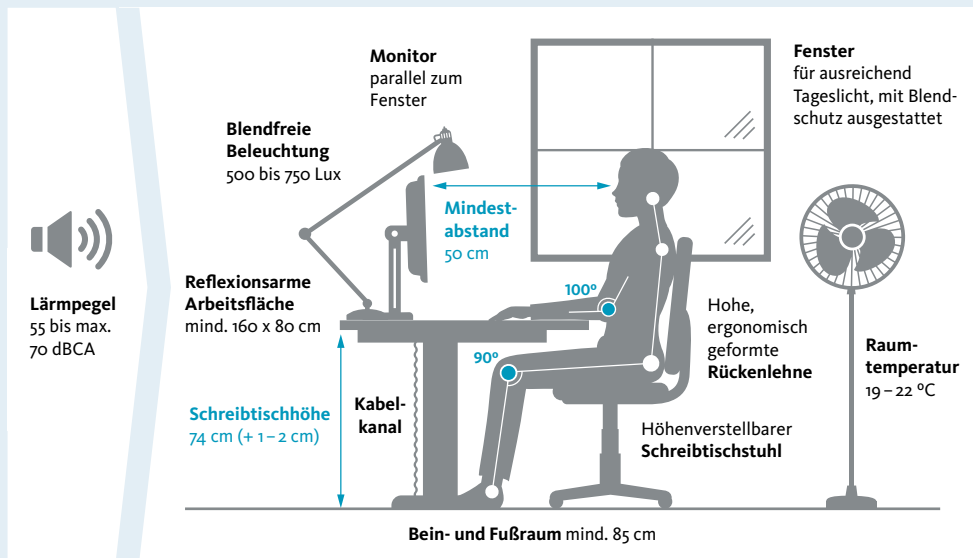 Monitor
parallel zum
Fenster
Fenster
für ausreichend
Tageslicht, mit Blend-
schutz ausgestattet
Blendfreie
Beleuchtung
500 bis 750 Lux
Mindest-
abstand
50 cm
Lärmpegel
55 bis max.
70 dBCA
Reflexionsarme
Arbeitsfläche
mind. 160 x 80 cm
100°
90°
Hohe,
ergonomisch
geformte
Rückenlehne
Raum-
temperatur
19 – 22 °C
Schreibtischhöhe
74 cm (+ 1 – 2 cm)
Kabel-
kanal
Höhenverstellbarer
Schreibtischstuhl
Bein- und Fußraum mind. 85 cm